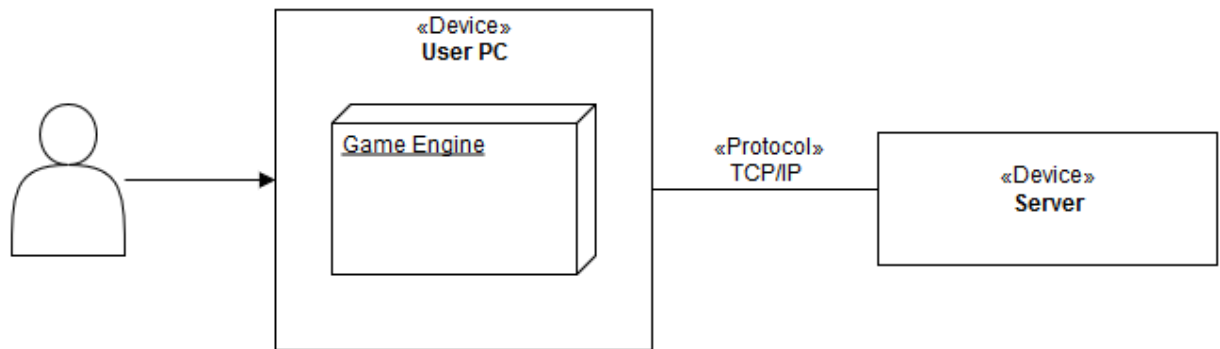 «Device»
User PC
Game Engine
«Protocol»
TCP/IP
«Device»
Server